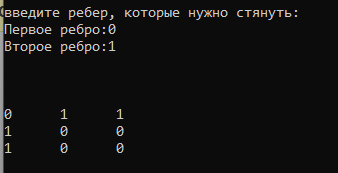 введите ребер, которые нужно стянуть:
Первое ребро:0
Второе ребро:1
0 1 1
1 0 0
1 0 0